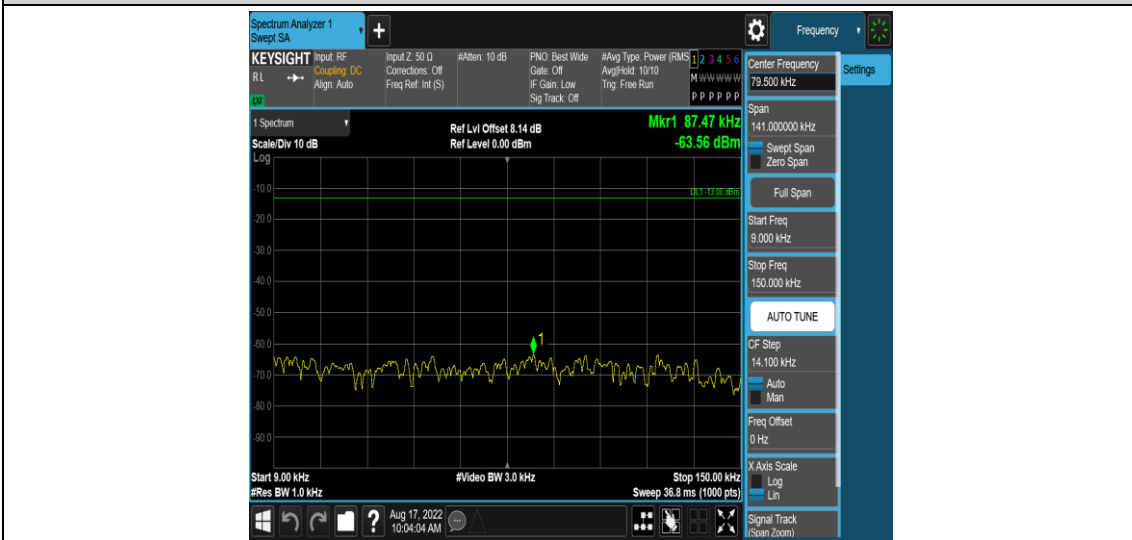 Spectrum Analyzer 1
Swept SA
+
Frequency
KEYSIGHT
RL
LXI
Input: RF
Coupling: DC
Align: Auto
Input Z: 50 Ω
Corrections: Off
Freq Ref: Int (S)
#Atten: 10 dB
PNO: Best Wide
Gate: Off
IF Gain: Low
Sig Track: Off
#Avg Type: Power (RMS
Avg|Hold: 10/10
Trig: Free Run
1 2 3 4 5 6
M W W W W W
P P P P P P
1 Spectrum
Scale/Div 10 dB
Log
Ref Lvl Offset 8.14 dB
Ref Level 0.00 dBm
Mkr1 87.47 kHz
-63.56 dBm
DL1 -13.00 dBm
-10.0
-20.0
-30.0
-40.0
-50.0
-60.0
-70.0
-80.0
-90.0
1
Start 9.00 kHz
#Res BW 1.0 kHz
#Video BW 3.0 kHz
Stop 150.00 kHz
Sweep 36.8 ms (1000 pts)
?
Aug 17, 2022
10:04:04 AM
Center Frequency
79.500 kHz
Settings
Span
141.000000 kHz
Swept Span
Zero Span
Full Span
Start Freq
9.000 kHz
Stop Freq
150.000 kHz
AUTO TUNE
CF Step
14.100 kHz
Auto
Man
Freq Offset
0 Hz
X Axis Scale
Log
Lin
Signal Track
(Span Zoom)